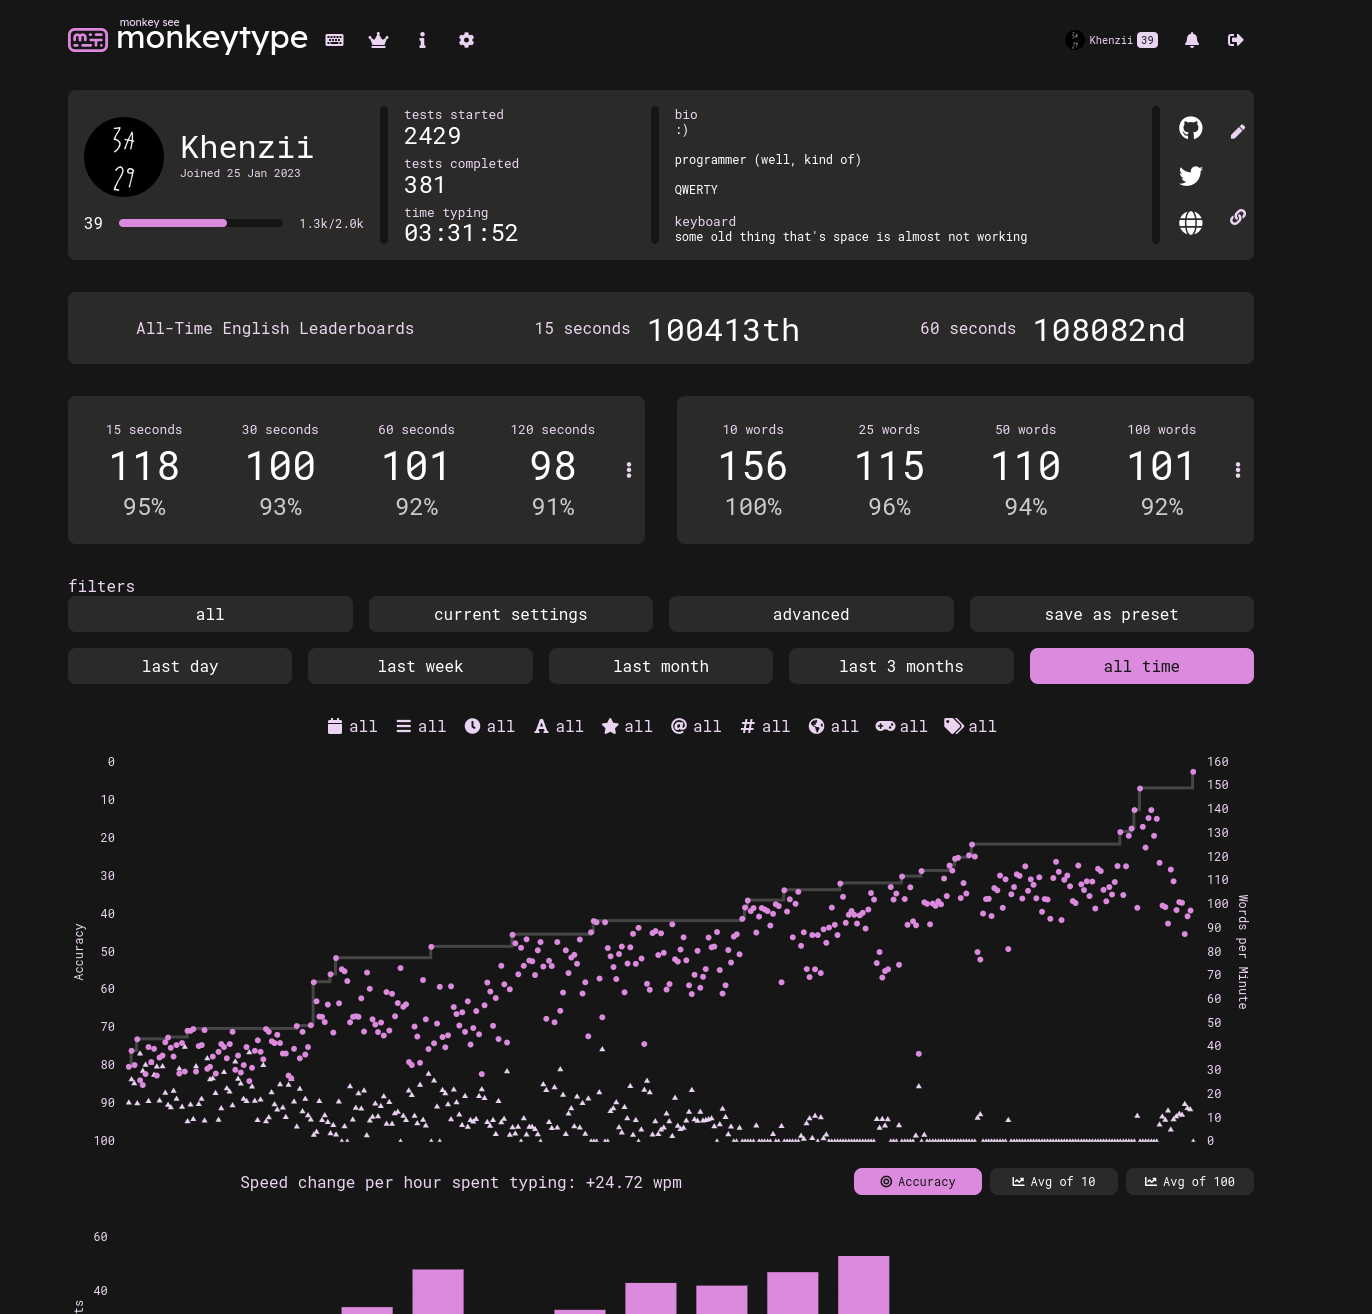 monkey see
monkeytype
Khenzii 39
3A
29
Khenzii
Joined 25 Jan 2023
39 1.3k/2.0k
tests started
2429
tests completed
381
time typing
03:31:52
bio
:)
programmer (well, kind of)
QWERTY
keyboard
some old thing that's space is almost not working
All-Time English Leaderboards 15 seconds 100413th 60 seconds 108082nd
15 seconds 30 seconds 60 seconds 120 seconds
118 100 101 98
95% 93% 92% 91%
10 words 25 words 50 words 100 words
156 115 110 101
100% 96% 94% 92%
filters
all current settings advanced save as preset
last day last week last month last 3 months all time
all all all all all all all all all all
0
10
20
30
40
50
60
70
80
90
100
Accuracy
160
150
140
130
120
110
100
90
80
70
60
50
40
30
20
10
0
Words per Minute
Speed change per hour spent typing: +24.72 wpm
Accuracy Avg of 10 Avg of 100
60
40
ts